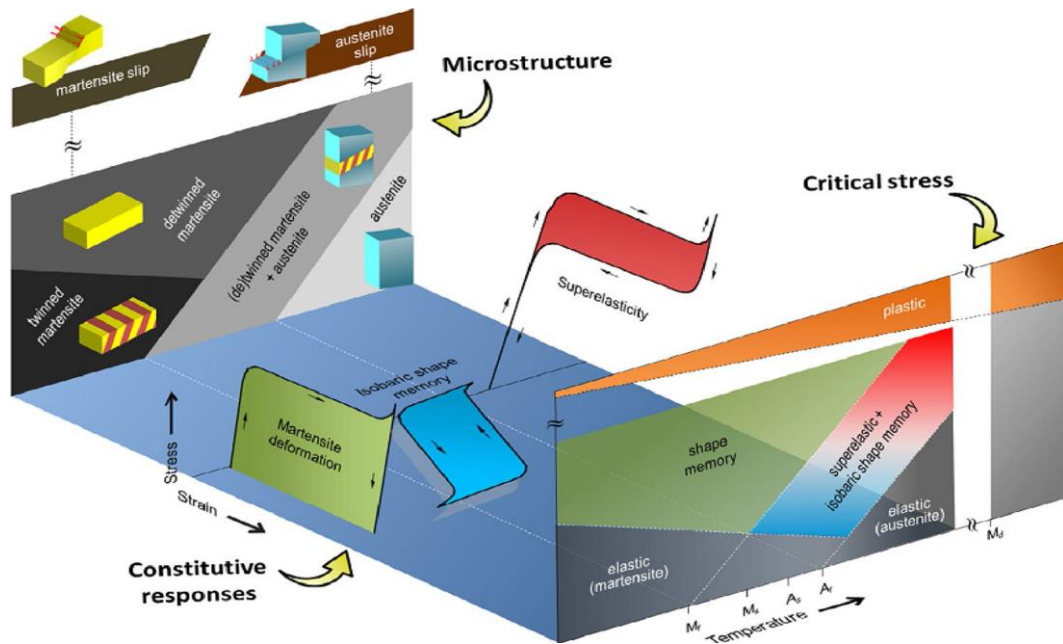 martensite slip
austenite
slip
Microstructure
detwinned
martensite
(de)twinned martensite
+ austenite
austenite
twinned
martensite
Superelasticity
Critical stress
plastic
Isobaric shape
memory
Martensite
deformation
Stress
Strain
shape
memory
superelastic +
isobaric shape memory
elastic
(martensite)
elastic
(austenite)
Constitutive
responses
Mf
Ms
As
Af
Md
Temperature